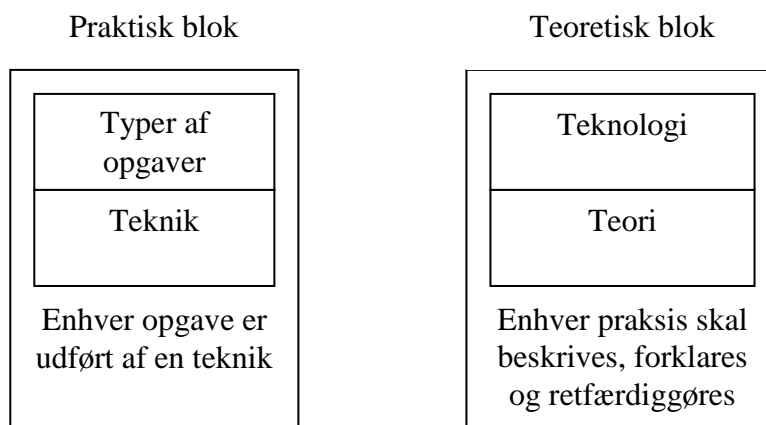 Praktisk blok
Typer af
opgaver
Teknik
Enhver opgave er
udført af en teknik
Teoretisk blok
Teknologi
Teori
Enhver praksis skal
beskrives, forklares
og retfærdiggøres